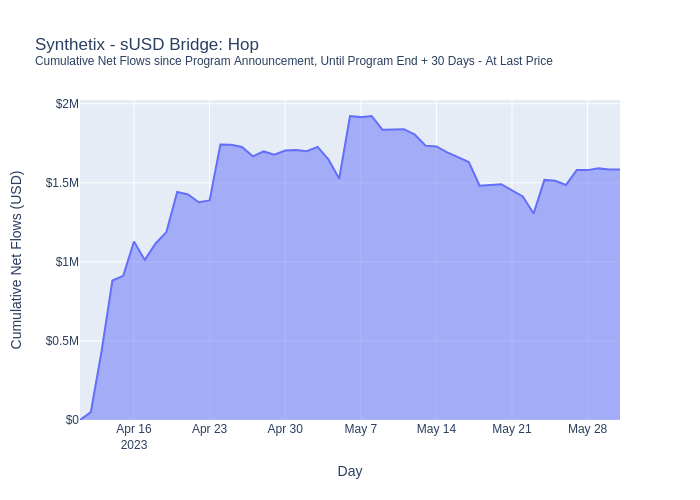 Synthetix - sUSD Bridge: Hop
Cumulative Net Flows since Program Announcement, Until Program End + 30 Days - At Last Price
Cumulative Net Flows (USD)
$2M
$1.5M
$1M
$0.5M
$0
Apr 16
2023
Apr 23
Apr 30
May 7
May 14
May 21
May 28
Day